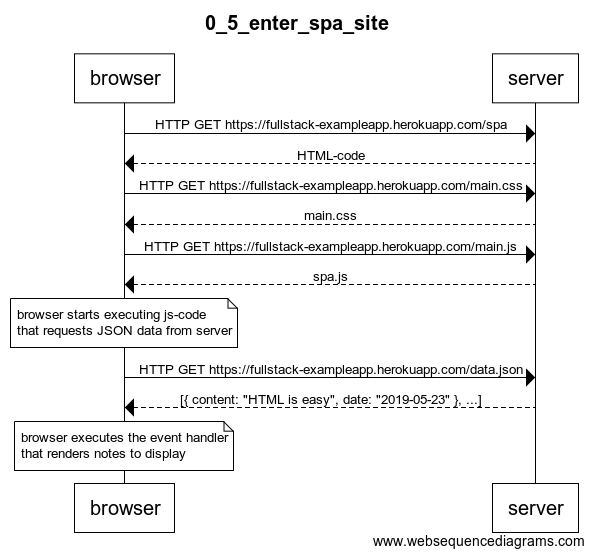 0_5_enter_spa_site
browser
server
HTTP GET https://fullstack-exampleapp.herokuapp.com/spa
HTML-code
HTTP GET https://fullstack-exampleapp.herokuapp.com/main.css
main.css
HTTP GET https://fullstack-exampleapp.herokuapp.com/main.js
spa.js
browser starts executing js-code
that requests JSON data from server
HTTP GET https://fullstack-exampleapp.herokuapp.com/data.json
[{ content: "HTML is easy", date: "2019-05-23" }, ...]
browser executes the event handler
that renders notes to display
browser
server
www.websequencediagrams.com